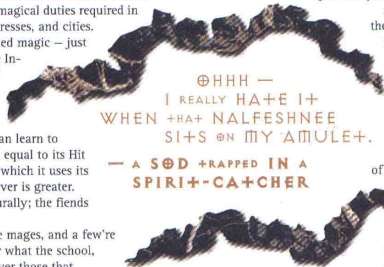 magical duties required in
resses, and cities.
ed magic — just
In-
an learn to
equal to its Hit
which it uses its
ver is greater.
rally; the fiends
e mages, and a few're
r what the school,
ver those that
OHHH —
I REALLY HATE IT
WHEN THAT NALFESHNEE
SITS ON MY AMULET.
— A SOD TRAPPED IN A
SPIRIT-CATCHER
the
of